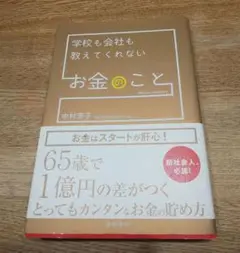 学校も会社も
教えてくれない
お金のこと
お金はスタートが肝心!
65歳で
1億円の差がつく
とってもカンタンなお金の貯め方
新社会人、
必読!